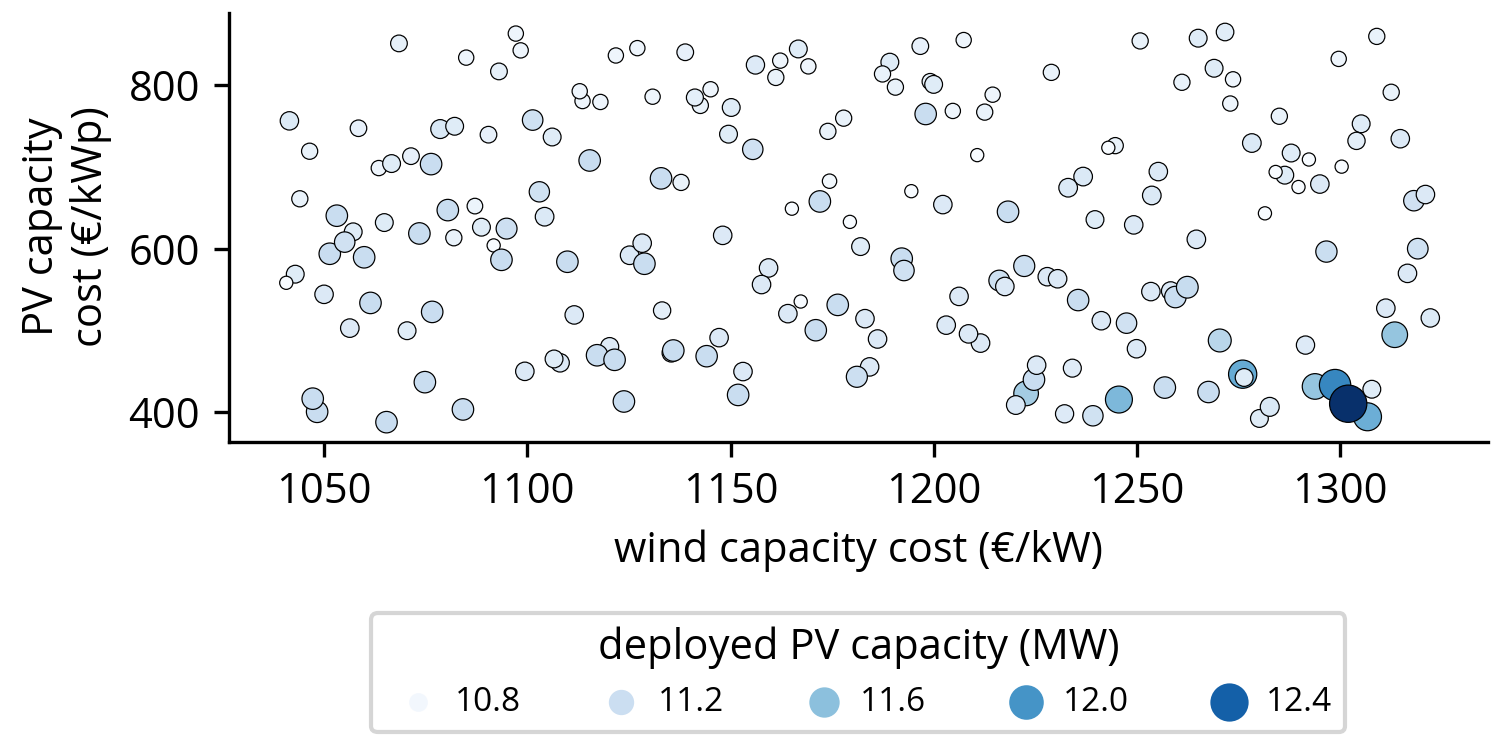 PV capacity
cost (€/kWp)
800
600
400
1050 1100 1150 1200 1250 1300
wind capacity cost (€/kW)
deployed PV capacity (MW)
10.8 11.2 11.6 12.0 12.4